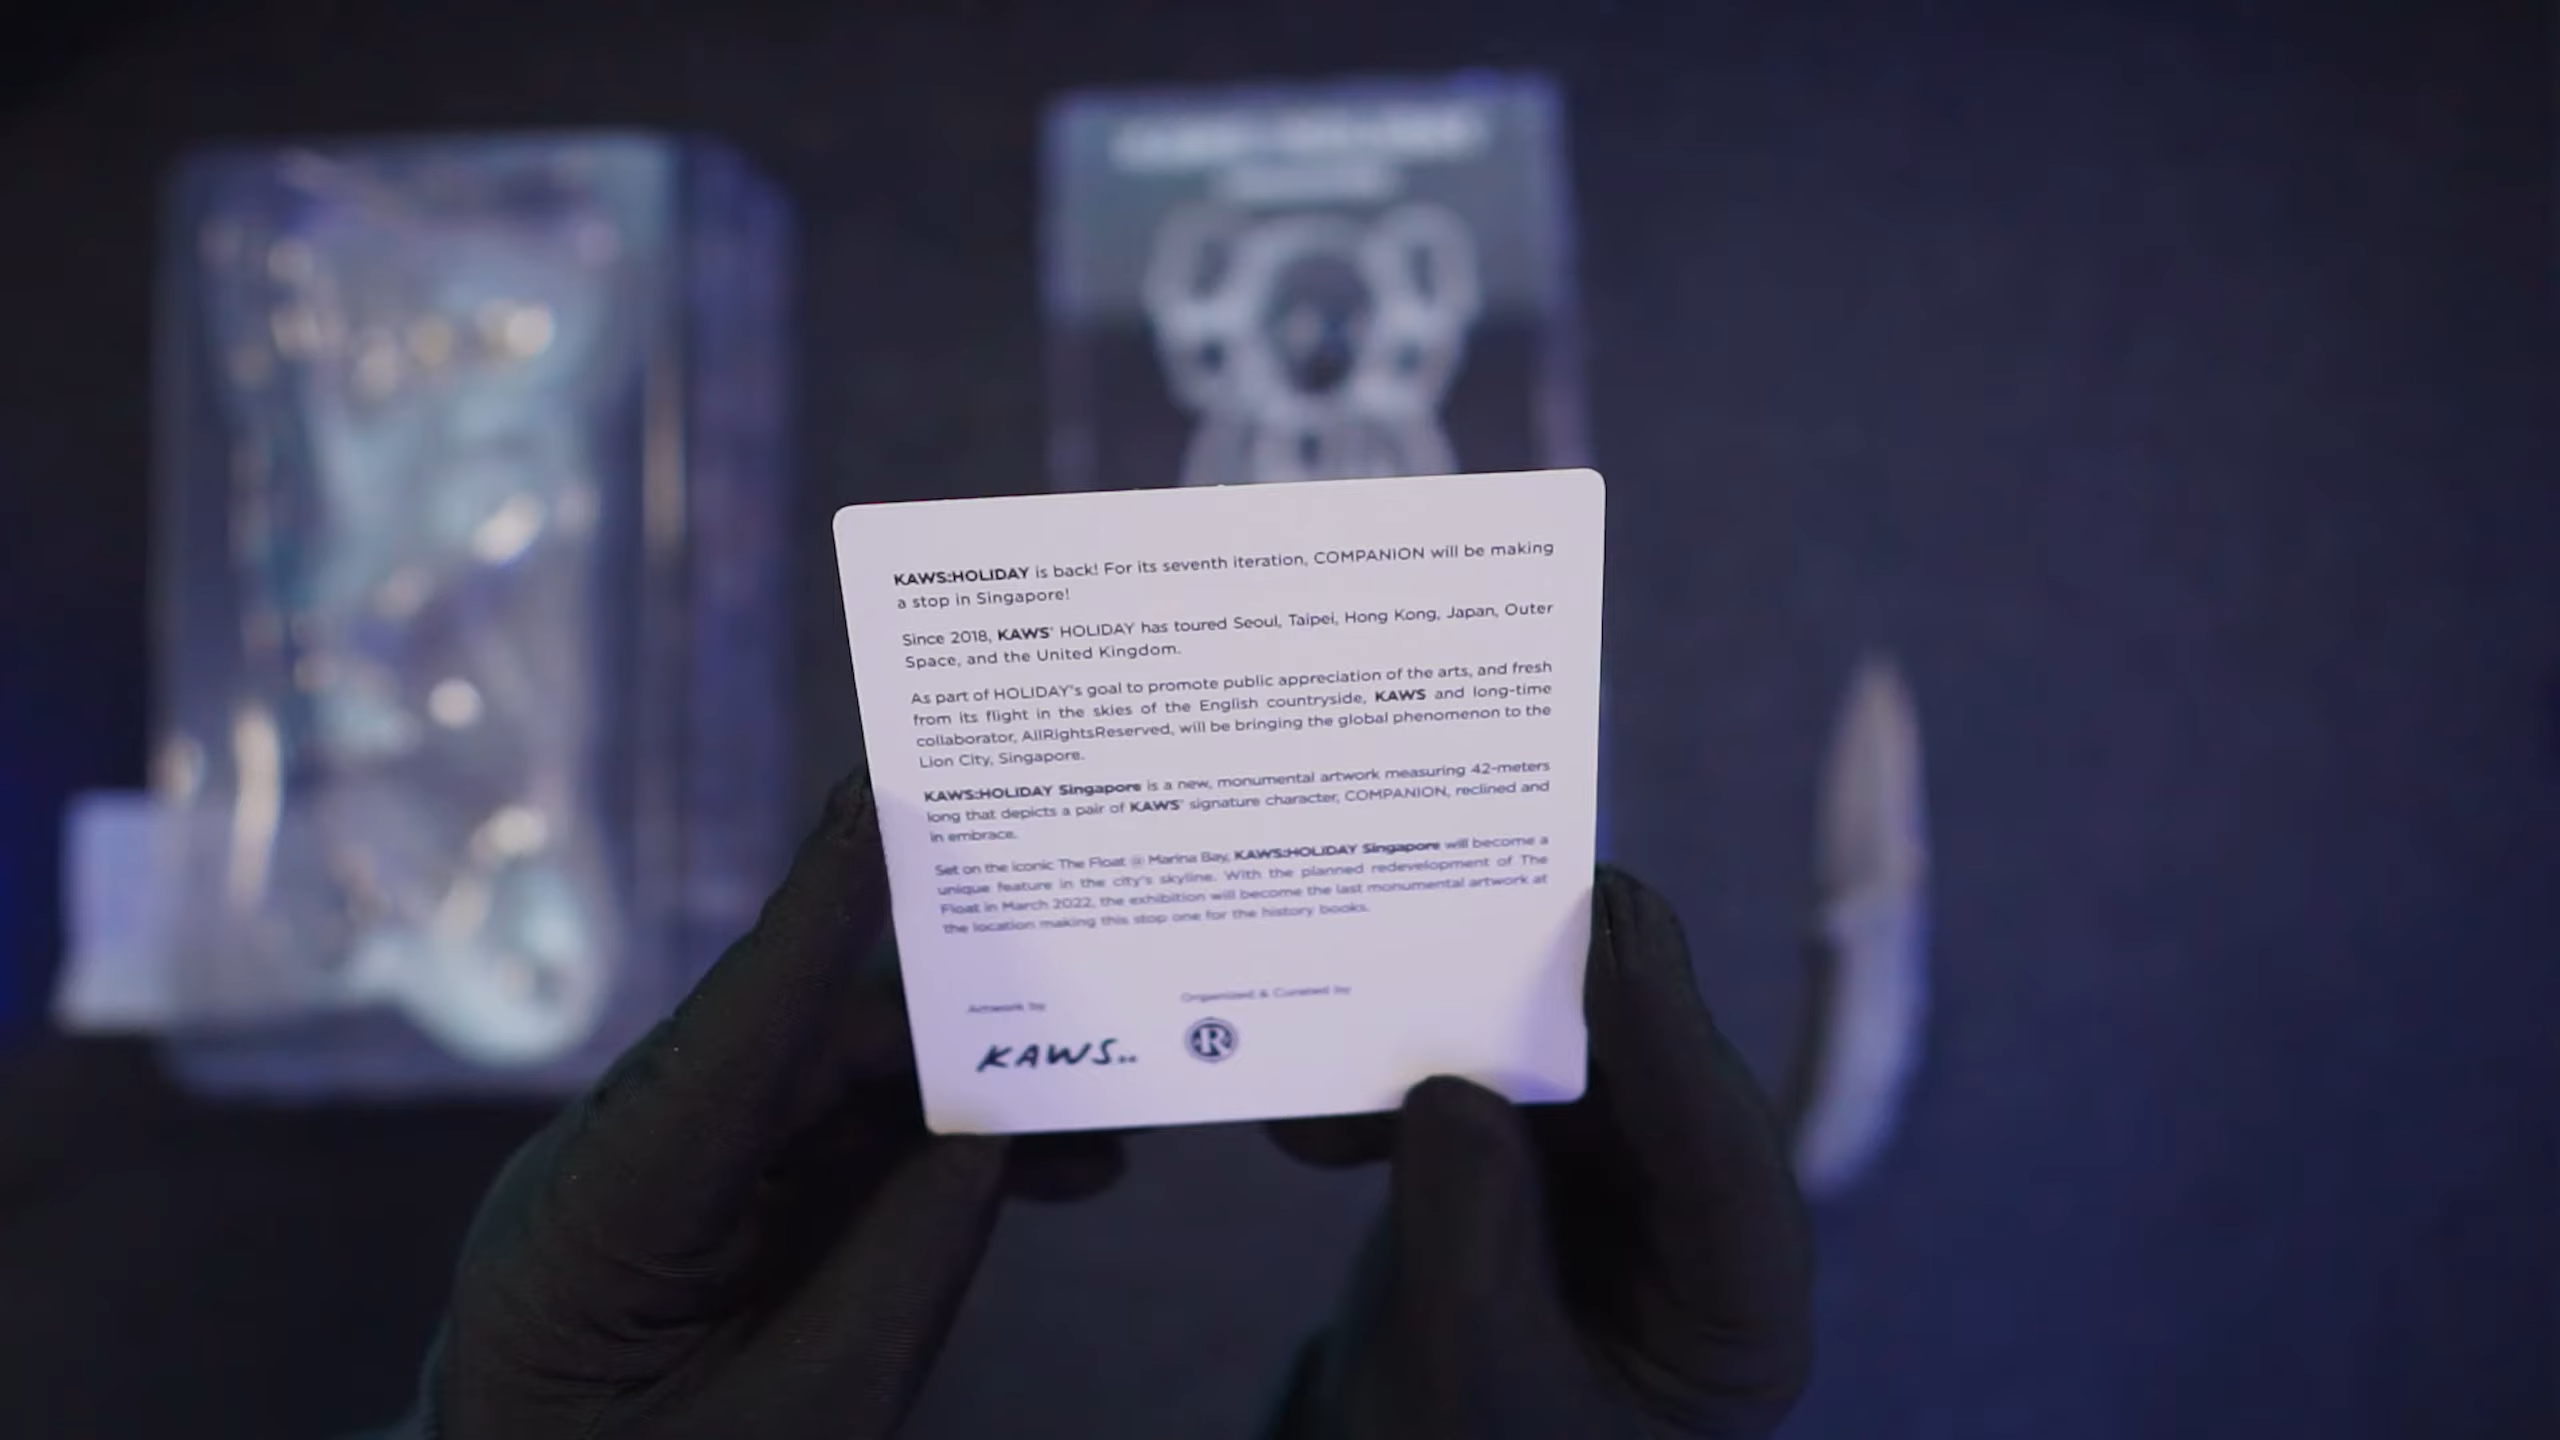 KAWS:HOLIDAY is back! For its seventh iteration, COMPANION will be making
a stop in Singapore!
Since 2018, KAWS' HOLIDAY has toured Seoul, Taipei, Hong Kong, Japan, Outer
Space, and the United Kingdom.
As part of HOLIDAY's goal to promote public appreciation of the arts, and fresh
from its flight in the skies of the English countryside, KAWS and long-time
collaborator, AllRightsReserved, will be bringing the global phenomenon to the
Lion City, Singapore.
KAWS:HOLIDAY Singapore is a new, monumental artwork measuring 42-meters
long that depicts a pair of KAWS' signature character, COMPANION, reclined and
in embrace.
Set on the iconic The Float @ Marina Bay, KAWS:HOLIDAY Singapore will become a
unique feature in the city's skyline. With the planned redevelopment of The
Float in March 2022, the exhibition will become the last monumental artwork at
the location making this stop one for the history books.
Artwork by
Organized & Curated by
KAWS..
R